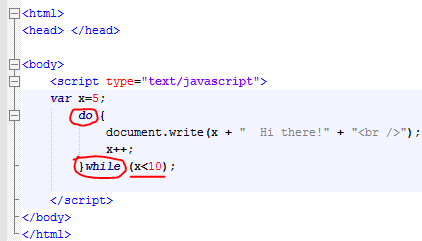 <html>
<head> </head>
<body>
<script type="text/javascript">
var x=5;
do {
document.write(x + "  Hi there!" + "<br />");
x++;
}while (x<10);
</script>
</body>
</html>